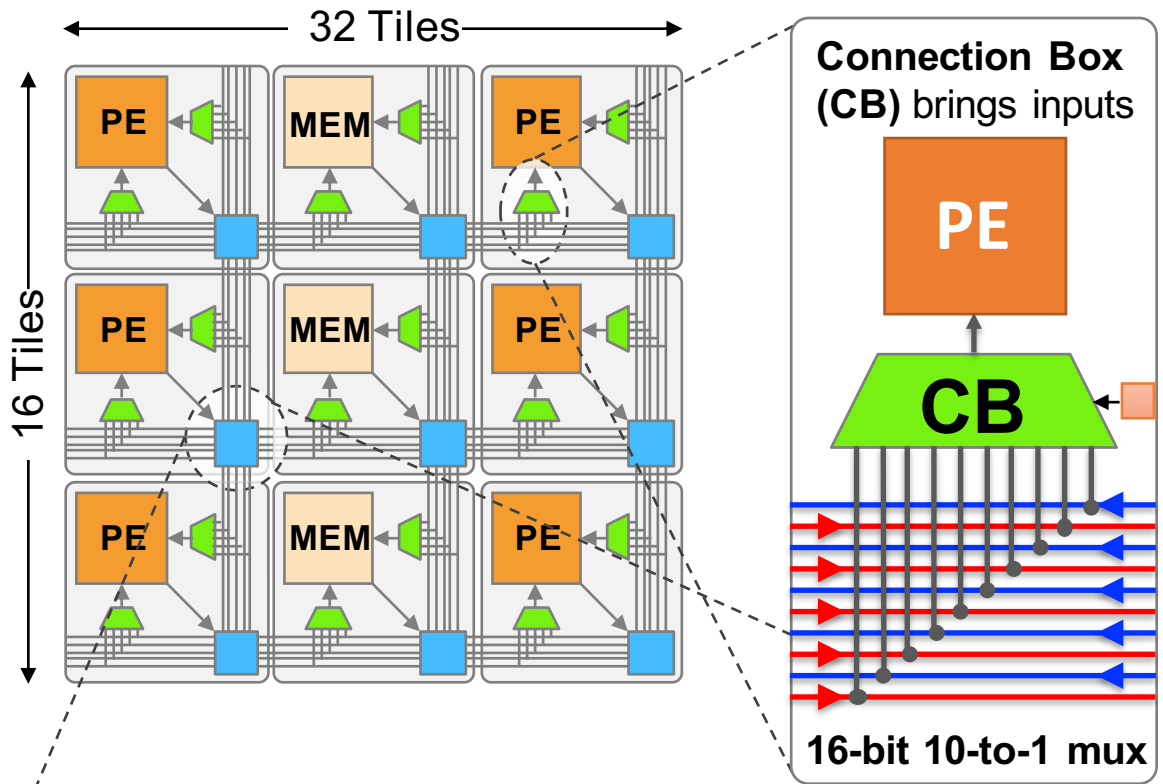 32 Tiles
16 Tiles
PE
MEM
PE
PE
MEM
PE
PE
MEM
PE
Connection Box
(CB) brings inputs
PE
CB
16-bit 10-to-1 mux